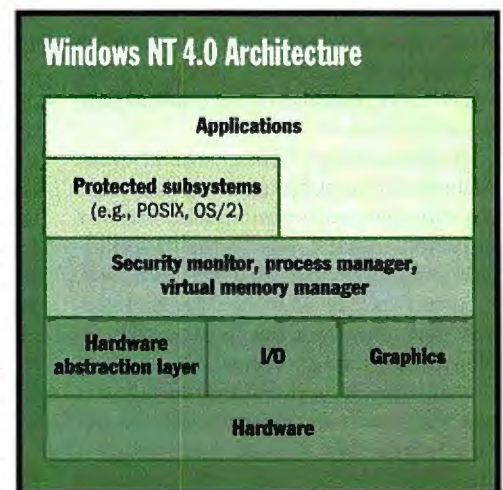 Windows NT 4.0 Architecture
Applications
Protected subsystems
(e.g., POSIX, OS/2)
Security monitor, process manager,
virtual memory manager
Hardware
abstraction layer
I/O
Graphics
Hardware